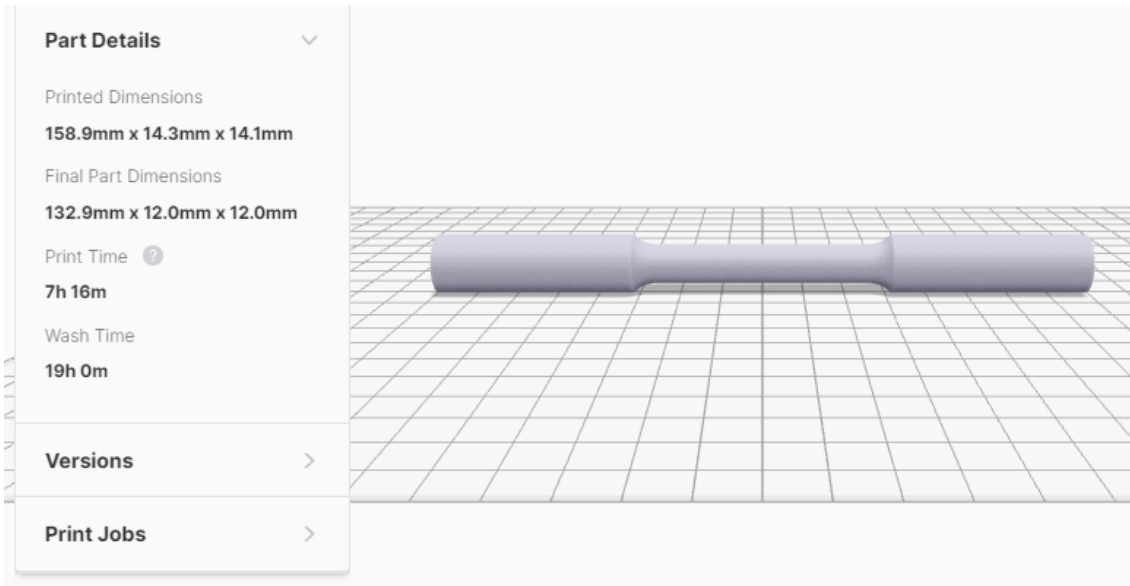 Part Details
Printed Dimensions
158.9mm x 14.3mm x 14.1mm
Final Part Dimensions
132.9mm x 12.0mm x 12.0mm
Print Time ?
7h 16m
Wash Time
19h 0m
Versions
Print Jobs